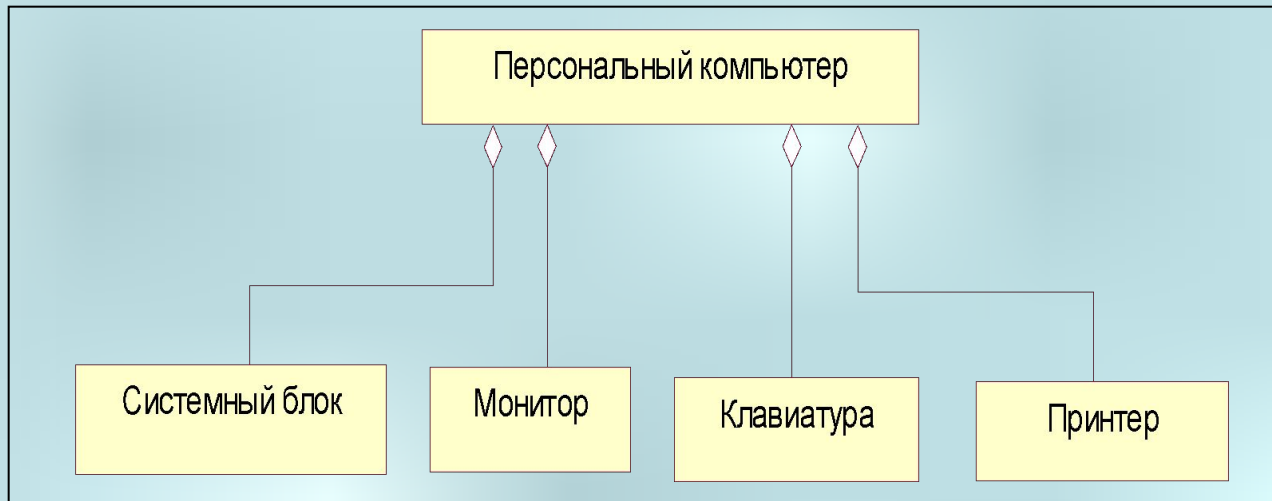 Персональный компьютер
Системный блок
Монитор
Клавиатура
Принтер